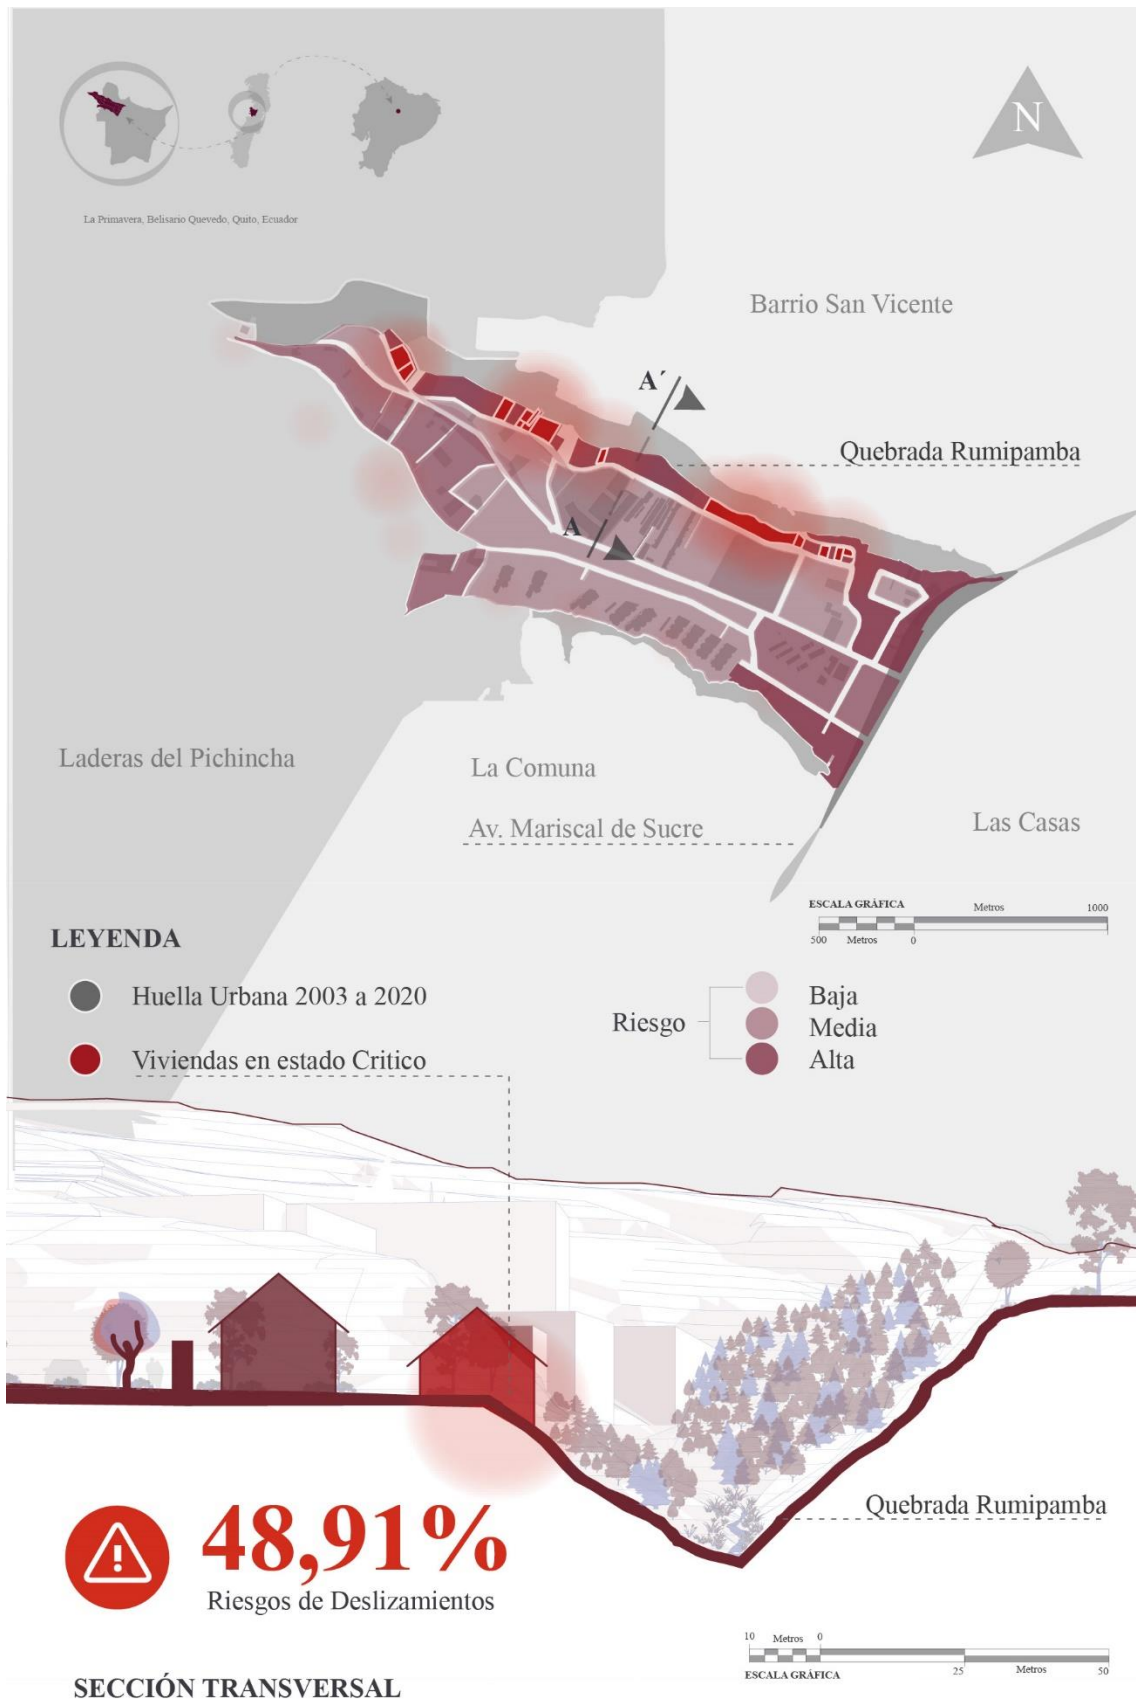 La Primavera, Belisario Quevedo, Quito, Ecuador
N
Barrio San Vicente
A´
Quebrada Rumipamba
A
Laderas del Pichincha
La Comuna
Av. Mariscal de Sucre
Las Casas
ESCALA GRÁFICA
Metros
1000
500
Metros
0
LEYENDA
Huella Urbana 2003 a 2020
Viviendas en estado Critico
Riesgo
Baja
Media
Alta
Quebrada Rumipamba
48,91%
Riesgos de Deslizamientos
10
Metros
0
25
Metros
50
ESCALA GRÁFICA
SECCIÓN TRANSVERSAL